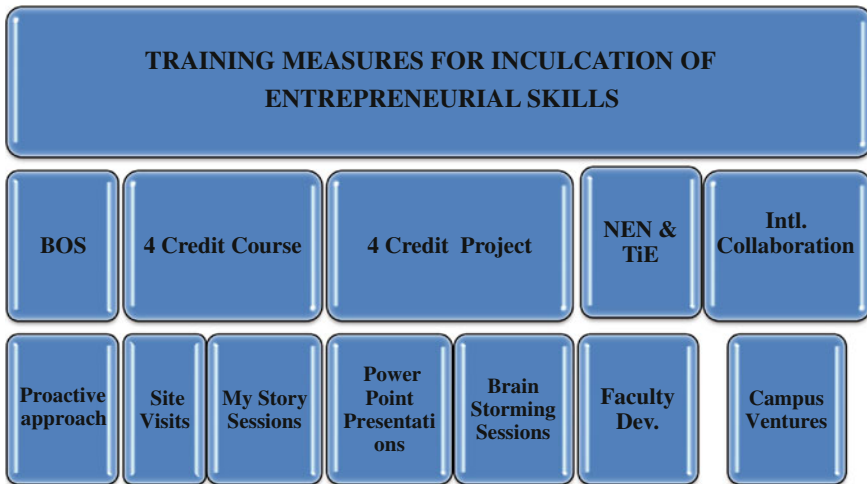 TRAINING MEASURES FOR INCULCATION OF
ENTREPRENEURIAL SKILLS
BOS
4 Credit Course
4 Credit Project
NEN &
TiE
Intl.
Collaboration
Proactive
approach
Site
Visits
My Story
Sessions
Power
Point
Presentati
ons
Brain
Storming
Sessions
Faculty
Dev.
Campus
Ventures